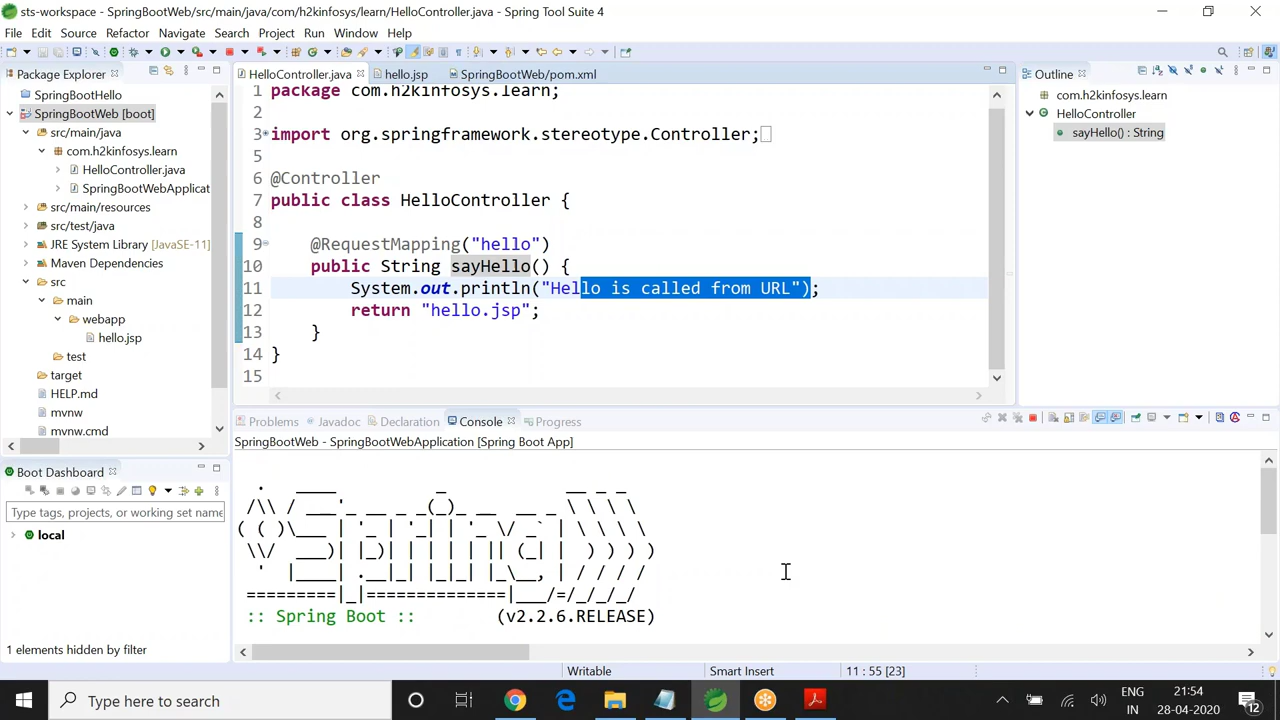 sts-workspace - SpringBootWeb/src/main/java/com/h2kinfosys/learn/HelloController.java - Spring Tool Suite 4
File Edit Source Refactor Navigate Search Project Run Window Help
Package Explorer
SpringBootHello
SpringBootWeb [boot]
src/main/java
com.h2kinfosys.learn
HelloController.java
SpringBootWebApplicat
src/main/resources
src/test/java
JRE System Library [JavaSE-11]
Maven Dependencies
src
main
webapp
hello.jsp
test
target
HELP.md
mvnw
mvnw.cmd
HelloController.java hello.jsp SpringBootWeb/pom.xml
1 package com.h2kinfosys.learn;
2
3 import org.springframework.stereotype.Controller;
5
6 @Controller
7 public class HelloController {
8
9 @RequestMapping("hello")
10 public String sayHello() {
11 System.out.println("Hello is called from URL");
12 return "hello.jsp";
13 }
14 }
15
Outline
com.h2kinfosys.learn
HelloController
sayHello() : String
Boot Dashboard
Type tags, projects, or working set names
local
1 elements hidden by filter
Problems Javadoc Declaration Console Progress
SpringBootWeb - SpringBootWebApplication [Spring Boot App]
Spring
:: Spring Boot :: (v2.2.6.RELEASE)
Writable Smart Insert 11 : 55 [23]
Type here to search
ENG
IN
21:54
28-04-2020
12